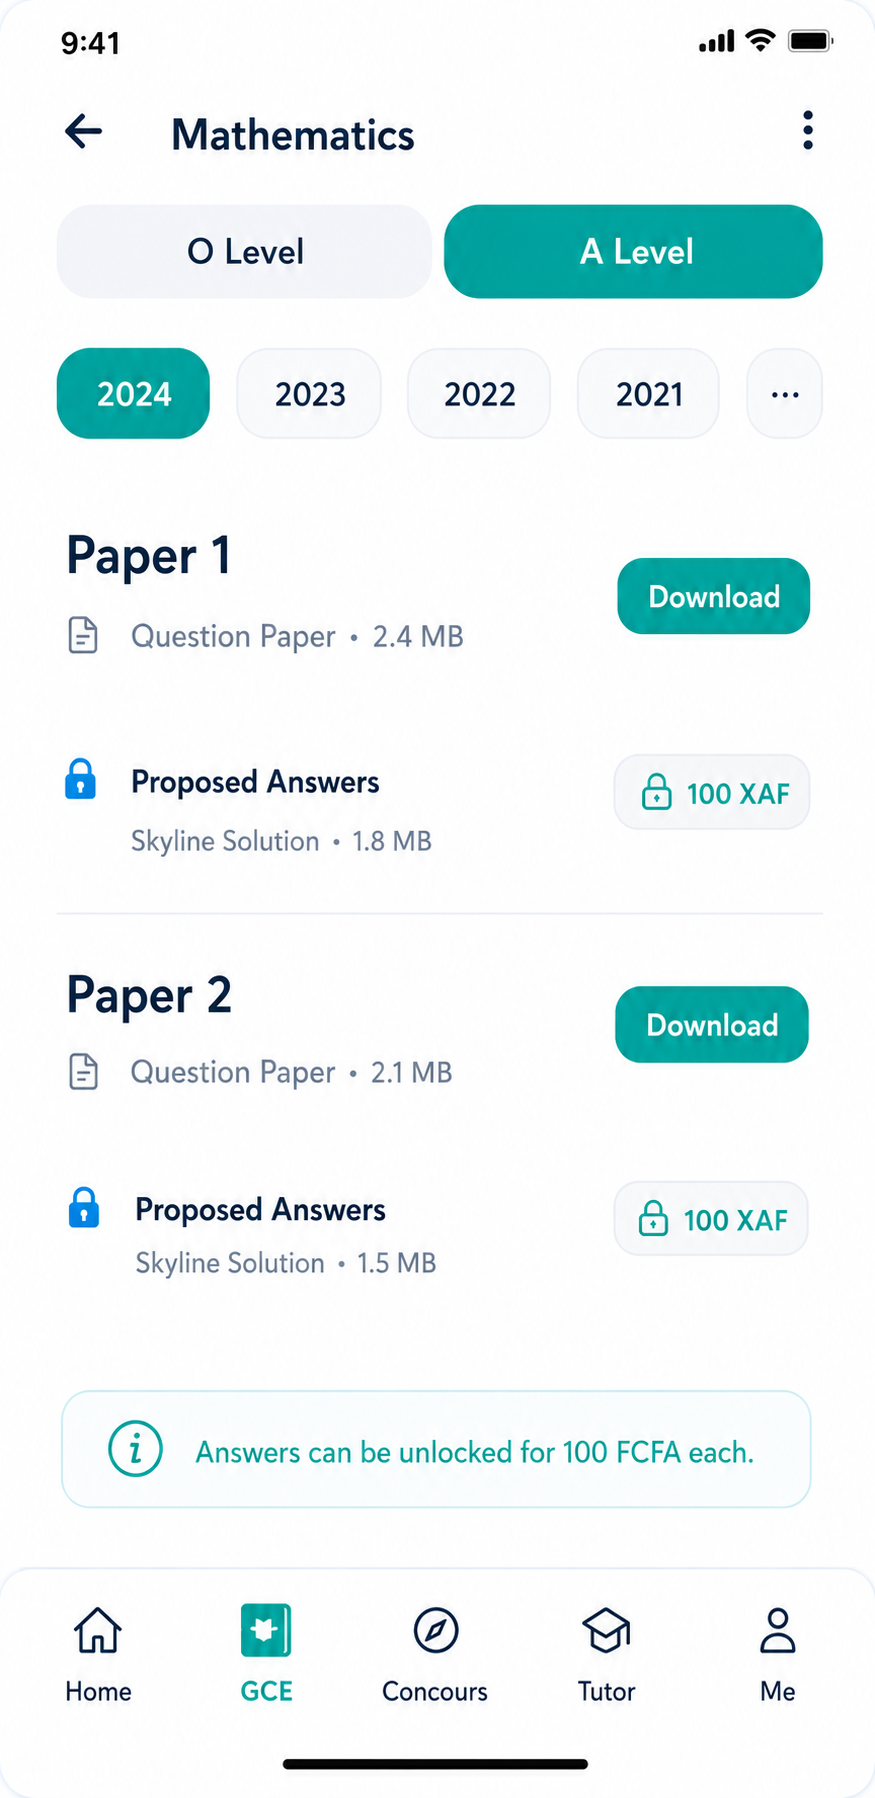 9:41
Mathematics
O Level
A Level
2024
2023
2022
2021
...
Paper 1
Question Paper • 2.4 MB
Download
Proposed Answers
Skyline Solution • 1.8 MB
100 XAF
Paper 2
Question Paper • 2.1 MB
Download
Proposed Answers
Skyline Solution • 1.5 MB
100 XAF
Answers can be unlocked for 100 FCFA each.
Home
GCE
Concours
Tutor
Me